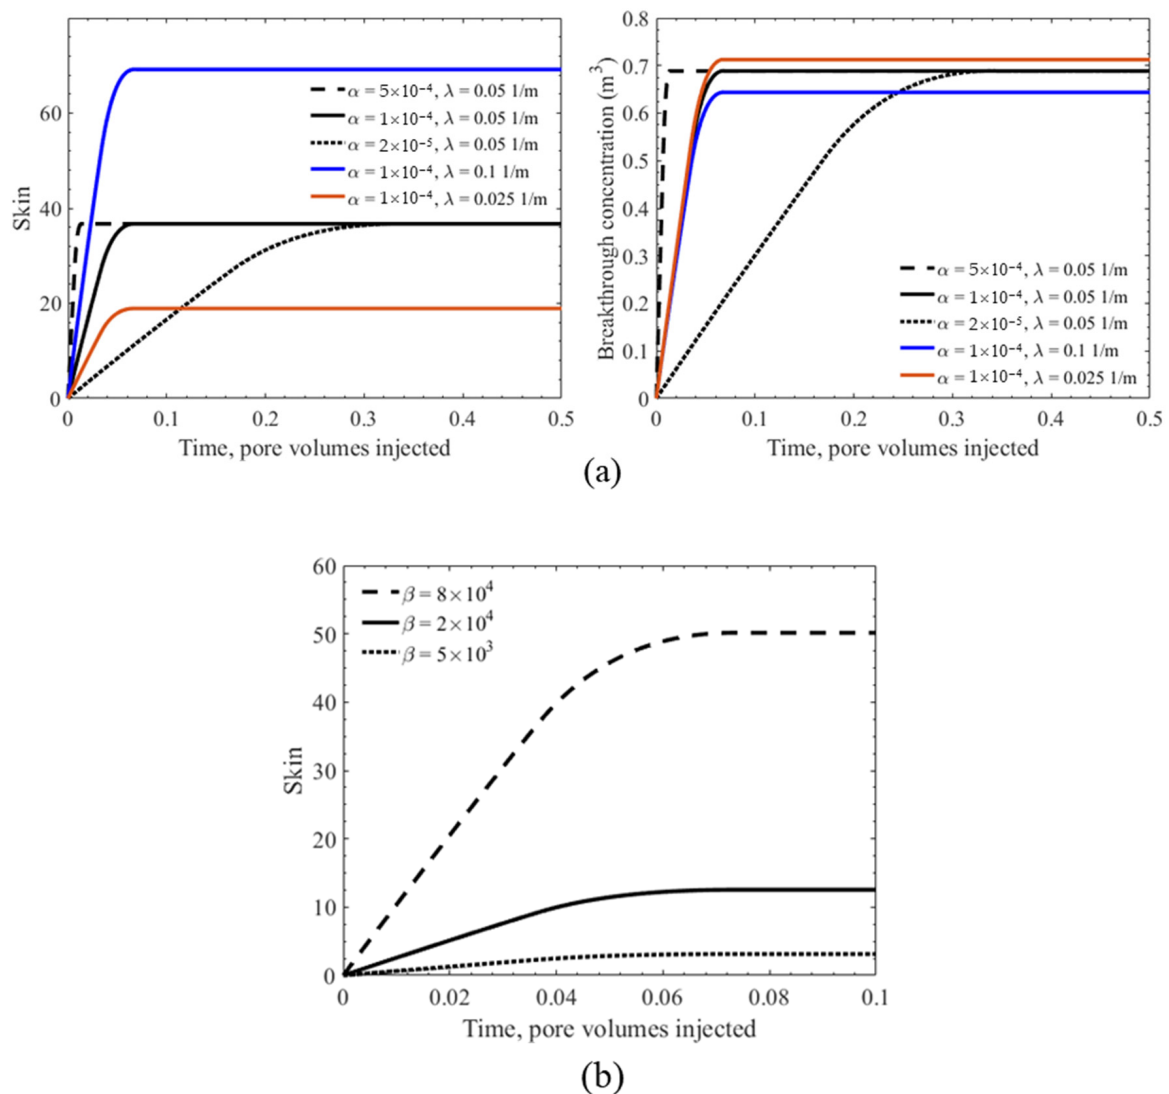 Skin
60
40
20
0
α = 5×10⁻⁴, λ = 0.05 1/m
α = 1×10⁻⁴, λ = 0.05 1/m
α = 2×10⁻⁵, λ = 0.05 1/m
α = 1×10⁻⁴, λ = 0.1 1/m
α = 1×10⁻⁴, λ = 0.025 1/m
0 0.1 0.2 0.3 0.4 0.5
Time, pore volumes injected
Breakthrough concentration (m³)
0.8
0.7
0.6
0.5
0.4
0.3
0.2
0.1
0
α = 5×10⁻⁴, λ = 0.05 1/m
α = 1×10⁻⁴, λ = 0.05 1/m
α = 2×10⁻⁵, λ = 0.05 1/m
α = 1×10⁻⁴, λ = 0.1 1/m
α = 1×10⁻⁴, λ = 0.025 1/m
0 0.1 0.2 0.3 0.4 0.5
Time, pore volumes injected
(a)
Skin
60
50
40
30
20
10
0
β = 8×10⁴
β = 2×10⁴
β = 5×10³
0 0.02 0.04 0.06 0.08 0.1
Time, pore volumes injected
(b)